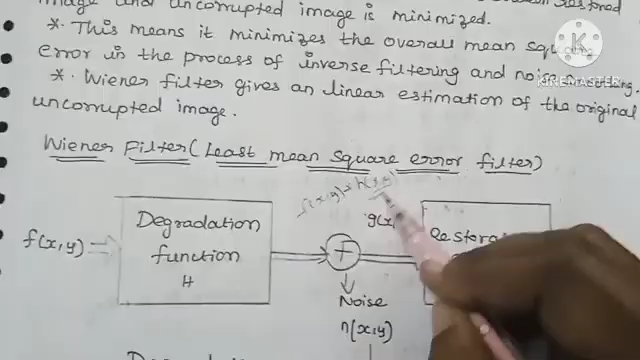 image and uncorrupted image is minimized.
*. This means it minimizes the overall mean square
error in the process of inverse filtering and noise
*. Wiener filter gives an linear estimation of the original
uncorrupted image.
Wiener Filter (Least mean square error filter)
f(x,y)
Degradation
function
H
g(x
Noise
η(x,y)
KINEMASTER